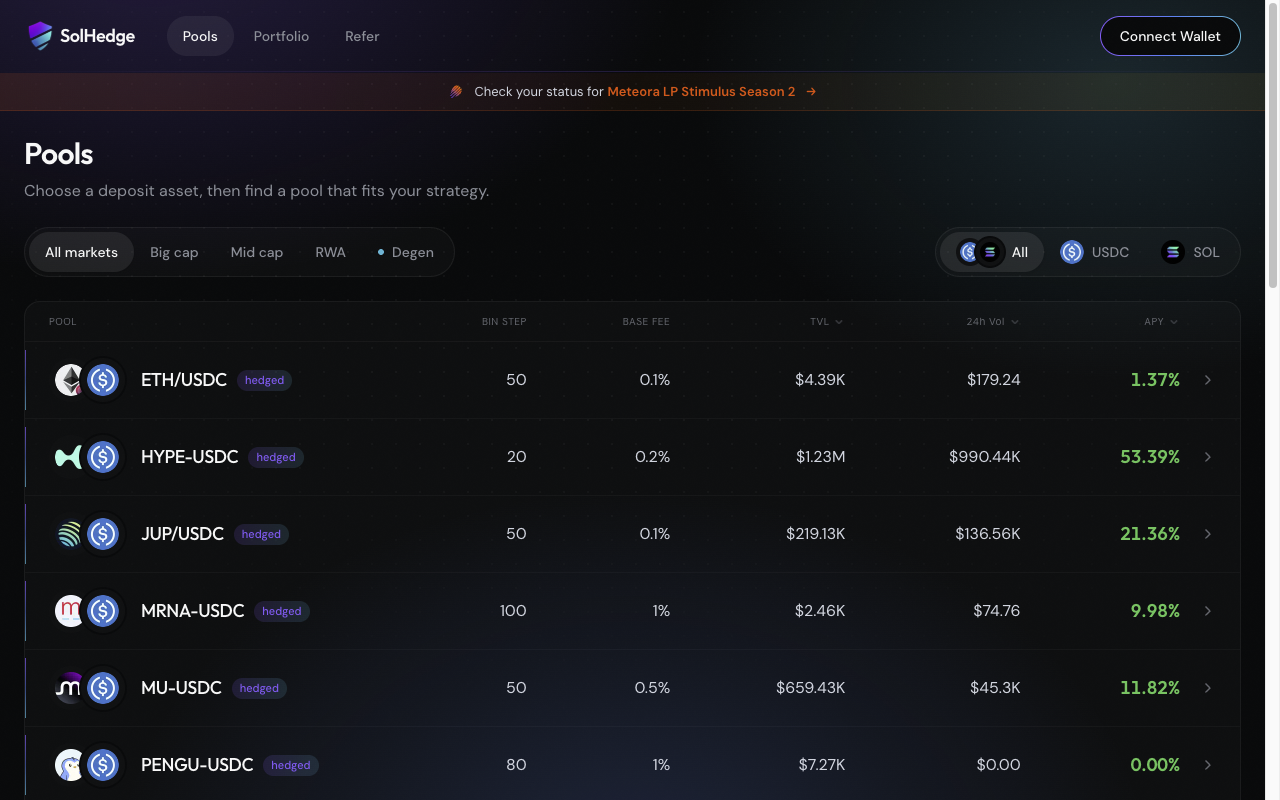 SolHedge
Pools
Portfolio
Refer
Connect Wallet
Check your status for Meteora LP Stimulus Season 2 →
Pools
Choose a deposit asset, then find a pool that fits your strategy.
All markets
Big cap
Mid cap
RWA
Degen
All
USDC
SOL
POOL BIN STEP BASE FEE TVL 24h Vol APY
ETH/USDC hedged 50 0.1% $4.39K $179.24 1.37%
HYPE-USDC hedged 20 0.2% $1.23M $990.44K 53.39%
JUP/USDC hedged 50 0.1% $219.13K $136.56K 21.36%
MRNA-USDC hedged 100 1% $2.46K $74.76 9.98%
MU-USDC hedged 50 0.5% $659.43K $45.3K 11.82%
PENGU-USDC hedged 80 1% $7.27K $0.00 0.00%